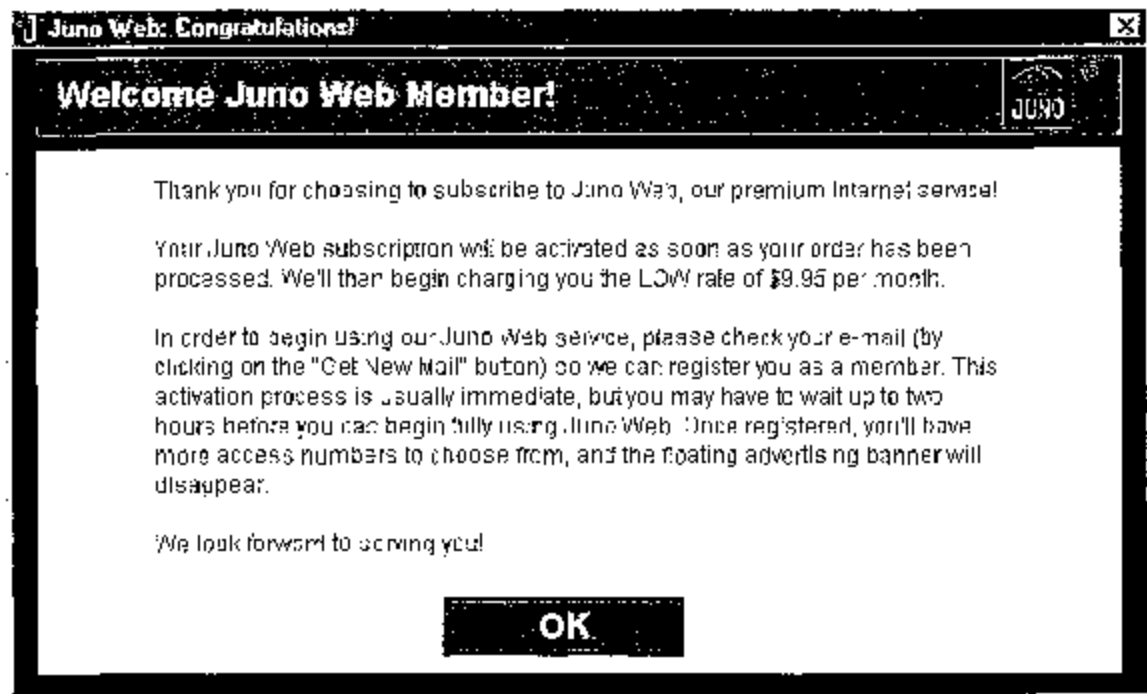 Juno Web: Congratulations!
Welcome Juno Web Member!
JUNO
Thank you for choosing to subscribe to Juno Web, our premium Internet service!
Your Juno Web subscription will be activated as soon as your order has been
processed. We'll then begin charging you the LOW rate of $9.95 per month.
In order to begin using our Juno Web service, please check your e-mail (by
clicking on the "Get New Mail" button) so we can register you as a member. This
activation process is usually immediate, but you may have to wait up to two
hours before you can begin fully using Juno Web. Once registered, you'll have
more access numbers to choose from, and the floating advertising banner will
disappear.
We look forward to serving you!
OK